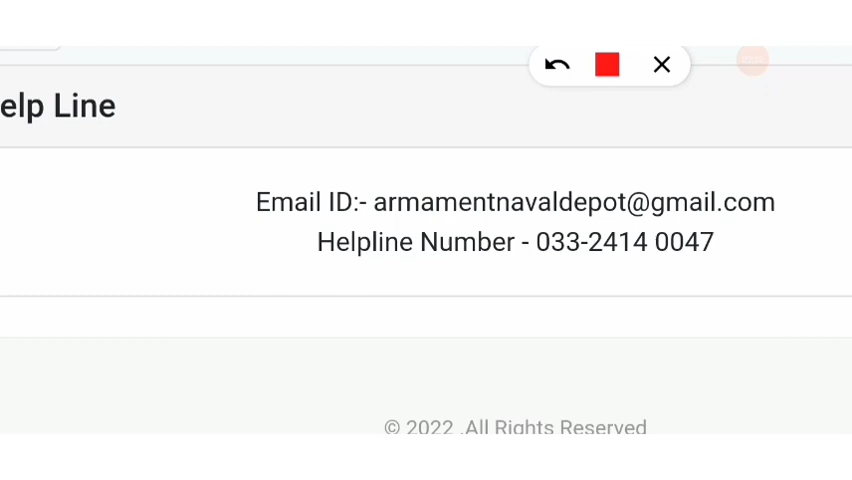 elp Line
Email ID:- armamentnavaldepot@gmail.com
Helpline Number - 033-2414 0047
© 2022 .All Rights Reserved